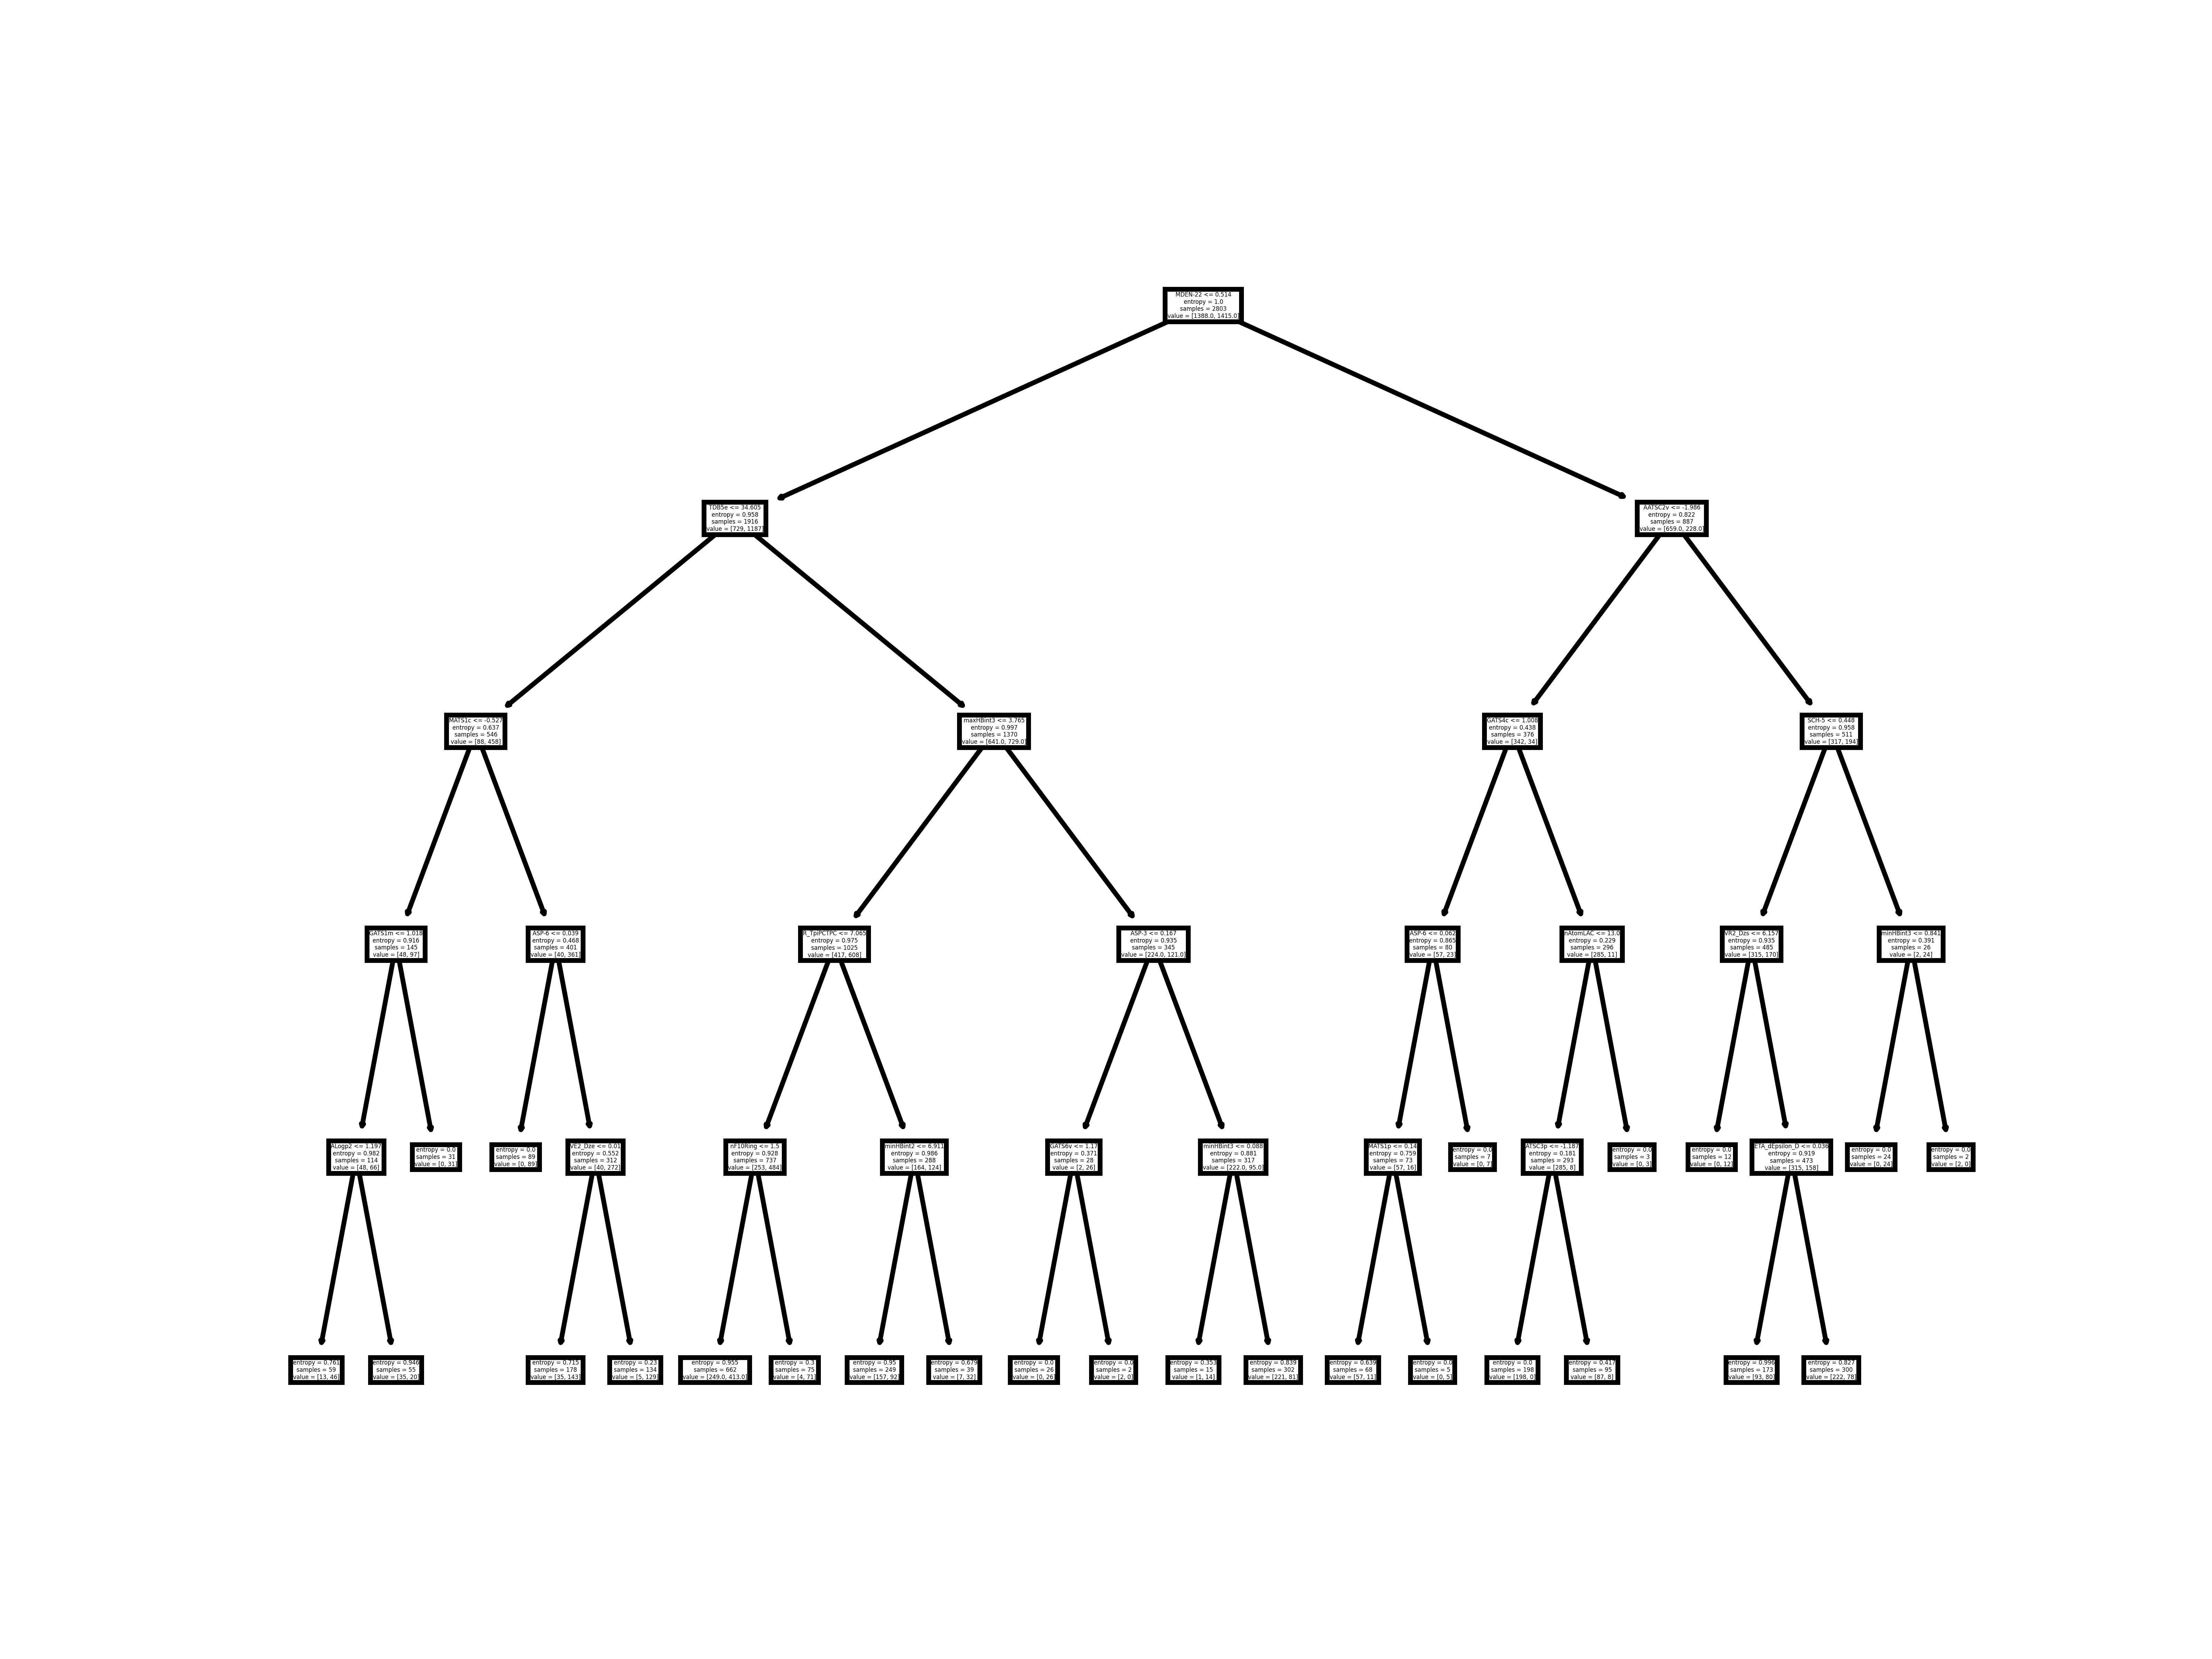 MDEN-22 <= 0.514
entropy = 1.0
samples = 2803
value = [1388.0, 1415.0]
TDB5e <= 34.605
entropy = 0.958
samples = 1916
value = [729, 1187]
AATSC2v <= -1.986
entropy = 0.822
samples = 887
value = [659.0, 228.0]
MATS1c <= -0.527
entropy = 0.637
samples = 546
value = [88, 458]
maxHBint3 <= 3.765
entropy = 0.997
samples = 1370
value = [641.0, 729.0]
GATS4c <= 1.008
entropy = 0.438
samples = 376
value = [342, 34]
SCH-5 <= 0.448
entropy = 0.958
samples = 511
value = [317, 194]
GATS1m <= 1.018
entropy = 0.916
samples = 145
value = [48, 97]
ASP-6 <= 0.039
entropy = 0.468
samples = 401
value = [40, 361]
R_TpiPCTPC <= 7.065
entropy = 0.975
samples = 1025
value = [417, 608]
ASP-3 <= 0.167
entropy = 0.935
samples = 345
value = [224.0, 121.0]
ASP-6 <= 0.062
entropy = 0.865
samples = 80
value = [57, 23]
nAtomLAC <= 13.0
entropy = 0.229
samples = 296
value = [285, 11]
VR2_Dzs <= 6.157
entropy = 0.935
samples = 485
value = [315, 170]
minHBint3 <= 0.841
entropy = 0.391
samples = 26
value = [2, 24]
ALogp2 <= 1.197
entropy = 0.982
samples = 114
value = [48, 66]
entropy = 0.0
samples = 31
value = [0, 31]
entropy = 0.0
samples = 89
value = [0, 89]
VE2_Dze <= 0.01
entropy = 0.552
samples = 312
value = [40, 272]
nF10Ring <= 1.5
entropy = 0.928
samples = 737
value = [253, 484]
minHBint2 <= 6.911
entropy = 0.986
samples = 288
value = [164, 124]
GATS6v <= 1.17
entropy = 0.371
samples = 28
value = [2, 26]
minHBint3 <= 0.088
entropy = 0.881
samples = 317
value = [222.0, 95.0]
MATS1p <= 0.14
entropy = 0.759
samples = 73
value = [57, 16]
entropy = 0.0
samples = 7
value = [0, 7]
ATSC3p <= -1.187
entropy = 0.181
samples = 293
value = [285, 8]
entropy = 0.0
samples = 3
value = [0, 3]
entropy = 0.0
samples = 12
value = [0, 12]
ETA_dEpsilon_D <= 0.036
entropy = 0.919
samples = 473
value = [315, 158]
entropy = 0.0
samples = 24
value = [0, 24]
entropy = 0.0
samples = 2
value = [2, 0]
entropy = 0.761
samples = 59
value = [13, 46]
entropy = 0.946
samples = 55
value = [35, 20]
entropy = 0.715
samples = 178
value = [35, 143]
entropy = 0.23
samples = 134
value = [5, 129]
entropy = 0.955
samples = 662
value = [249.0, 413.0]
entropy = 0.3
samples = 75
value = [4, 71]
entropy = 0.95
samples = 249
value = [157, 92]
entropy = 0.679
samples = 39
value = [7, 32]
entropy = 0.0
samples = 26
value = [0, 26]
entropy = 0.0
samples = 2
value = [2, 0]
entropy = 0.353
samples = 15
value = [1, 14]
entropy = 0.839
samples = 302
value = [221, 81]
entropy = 0.639
samples = 68
value = [57, 11]
entropy = 0.0
samples = 5
value = [0, 5]
entropy = 0.0
samples = 198
value = [198, 0]
entropy = 0.417
samples = 95
value = [87, 8]
entropy = 0.996
samples = 173
value = [93, 80]
entropy = 0.827
samples = 300
value = [222, 78]